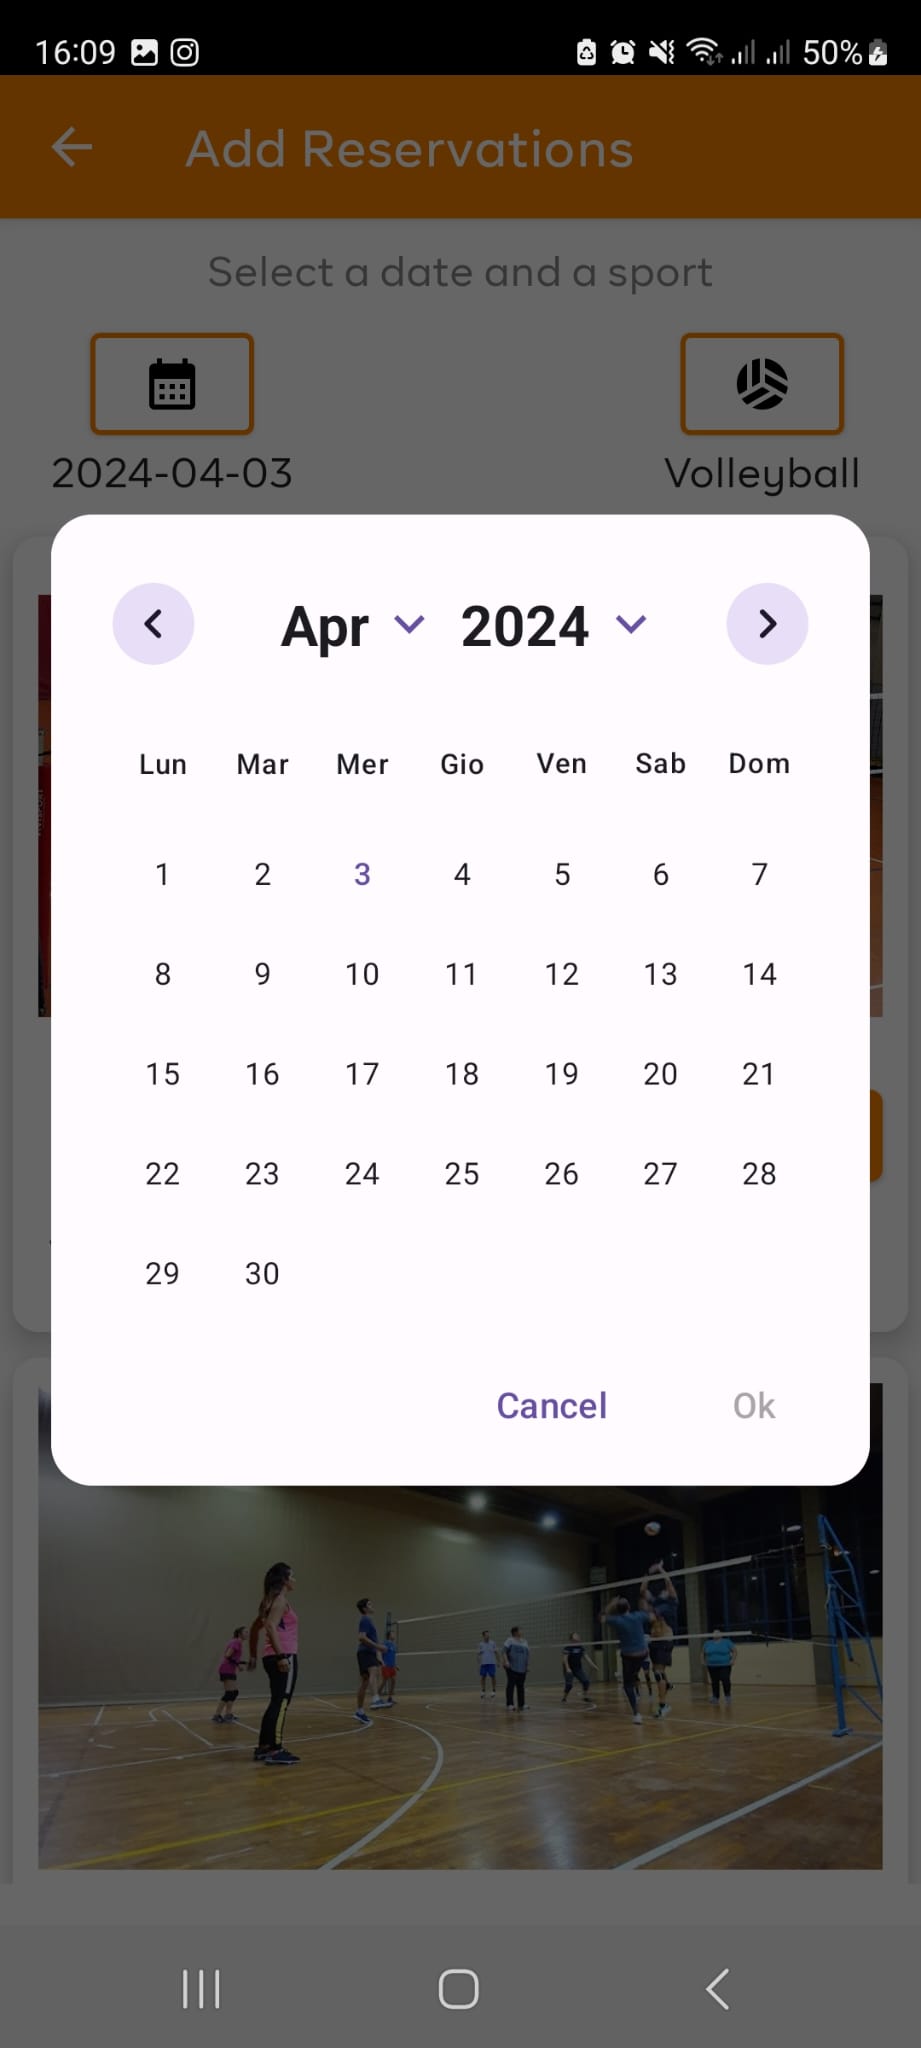 16:09 50%
Add Reservations
Select a date and a sport
2024-04-03 Volleyball
Apr 2024
Lun Mar Mer Gio Ven Sab Dom
1 2 3 4 5 6 7
8 9 10 11 12 13 14
15 16 17 18 19 20 21
22 23 24 25 26 27 28
29 30
Cancel Ok